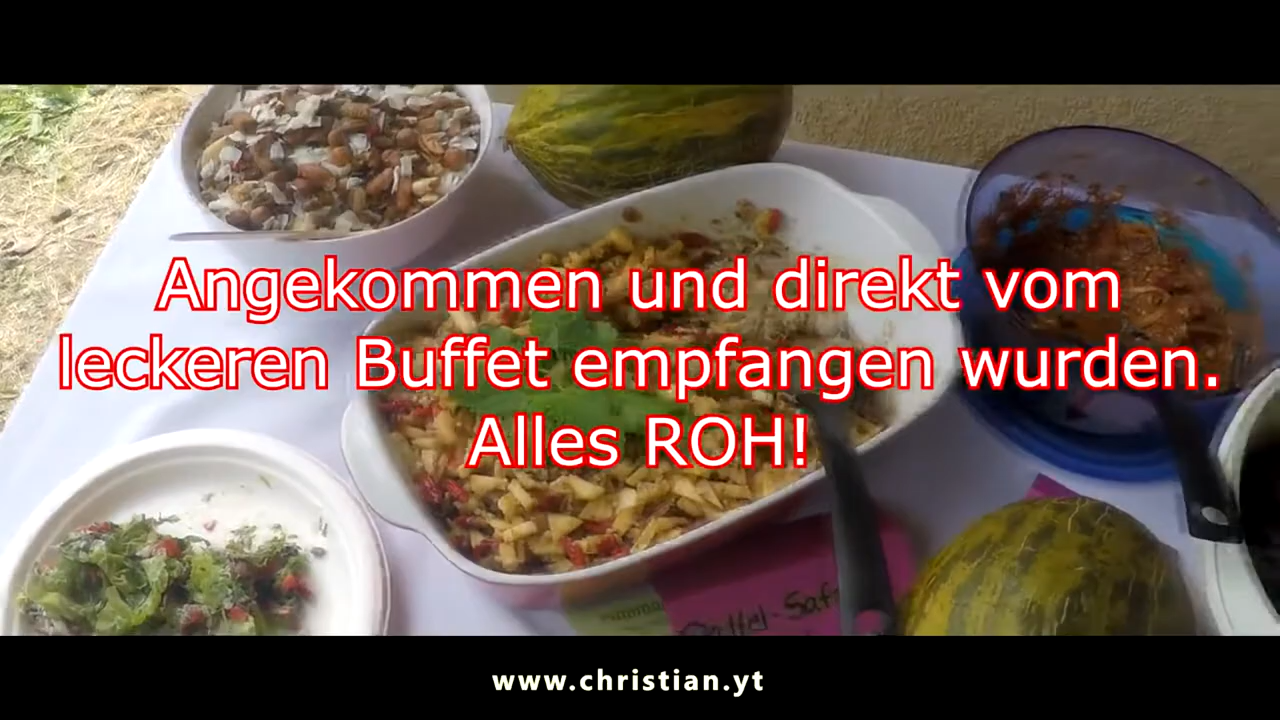 Angekommen und direkt vom
leckeren Buffet empfangen wurden.
Alles ROH!
www.christian.yt